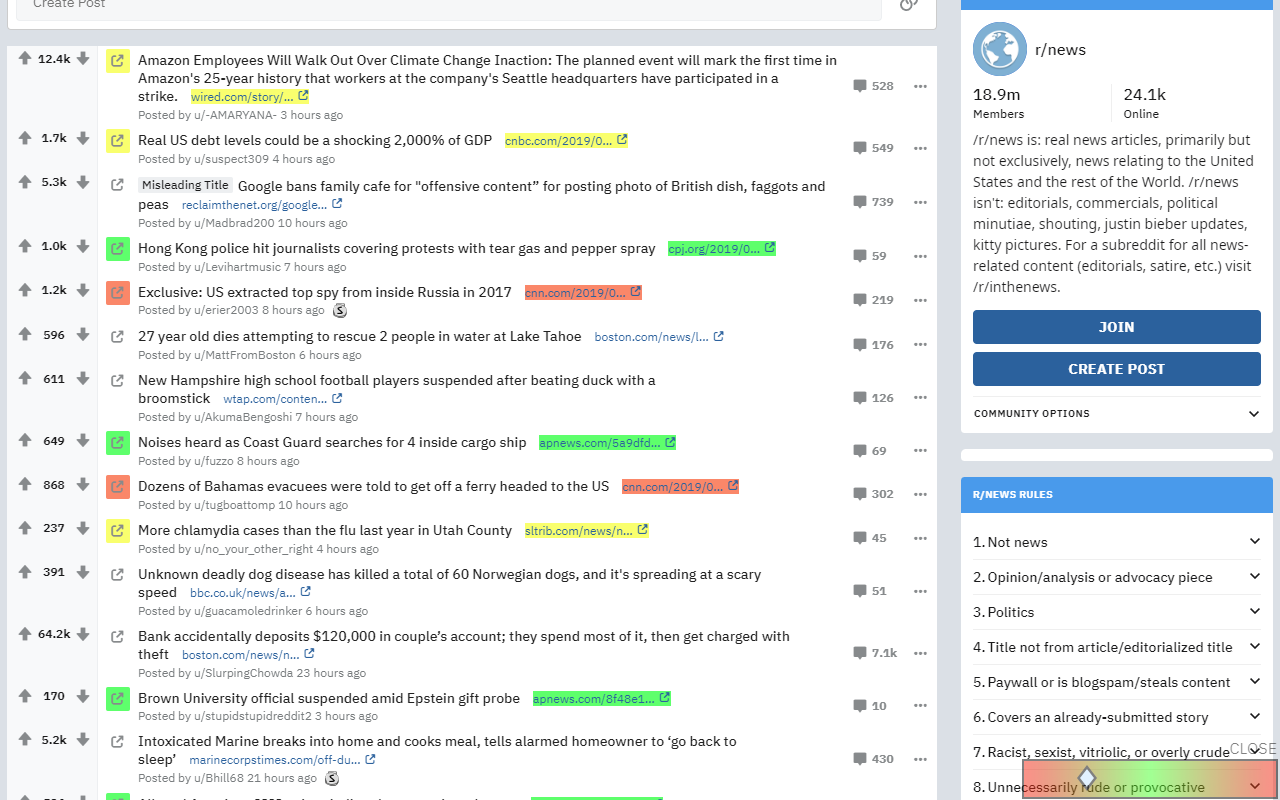 Create Post
12.4k
Amazon Employees Will Walk Out Over Climate Change Inaction: The planned event will mark the first time in
Amazon's 25-year history that workers at the company's Seattle headquarters have participated in a
strike. wired.com/story/...
528
Posted by u/-AMARYANA- 3 hours ago
1.7k
Real US debt levels could be a shocking 2,000% of GDP cnbc.com/2019/0...
549
Posted by u/suspect309 4 hours ago
5.3k
Misleading Title Google bans family cafe for "offensive content” for posting photo of British dish, faggots and
peas reclaimthenet.org/google...
739
Posted by u/Madbrad200 10 hours ago
1.0k
Hong Kong police hit journalists covering protests with tear gas and pepper spray cpj.org/2019/0...
59
Posted by u/Levihartmusic 7 hours ago
1.2k
Exclusive: US extracted top spy from inside Russia in 2017 cnn.com/2019/0...
219
Posted by u/erier2003 8 hours ago
596
27 year old dies attempting to rescue 2 people in water at Lake Tahoe boston.com/news/l...
176
Posted by u/MattFromBoston 6 hours ago
611
New Hampshire high school football players suspended after beating duck with a
broomstick wtap.com/conten...
126
Posted by u/AkumaBengoshi 7 hours ago
649
Noises heard as Coast Guard searches for 4 inside cargo ship apnews.com/5a9dfd...
69
Posted by u/fuzzo 8 hours ago
868
Dozens of Bahamas evacuees were told to get off a ferry headed to the US cnn.com/2019/0...
302
Posted by u/tugboattomp 10 hours ago
237
More chlamydia cases than the flu last year in Utah County sltrib.com/news/n...
45
Posted by u/no_your_other_right 4 hours ago
391
Unknown deadly dog disease has killed a total of 60 Norwegian dogs, and it's spreading at a scary
speed bbc.co.uk/news/a...
51
Posted by u/guacamoledrinker 6 hours ago
64.2k
Bank accidentally deposits $120,000 in couple’s account; they spend most of it, then get charged with
theft boston.com/news/n...
7.1k
Posted by u/SlurpingChowda 23 hours ago
170
Brown University official suspended amid Epstein gift probe apnews.com/8f48e1...
10
Posted by u/stupidstupidreddit2 3 hours ago
5.2k
Intoxicated Marine breaks into home and cooks meal, tells alarmed homeowner to ‘go back to
sleep’ marinecorpstimes.com/off-du...
430
Posted by u/Bhill68 21 hours ago
r/news
18.9m
24.1k
Members
Online
/r/news is: real news articles, primarily but
not exclusively, news relating to the United
States and the rest of the World. /r/news
isn't: editorials, commercials, political
minutiae, shouting, justin bieber updates,
kitty pictures. For a subreddit for all news-
related content (editorials, satire, etc.) visit
/r/inthenews.
JOIN
CREATE POST
COMMUNITY OPTIONS
R/NEWS RULES
1. Not news
2. Opinion/analysis or advocacy piece
3. Politics
4. Title not from article/editorialized title
5. Paywall or is blogspam/steals content
6. Covers an already-submitted story
7. Racist, sexist, vitriolic, or overly crude
CLOSE
8. Unnecessarily rude or provocative